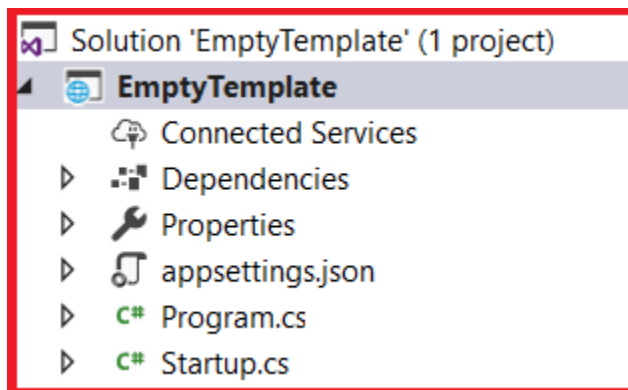 Solution 'EmptyTemplate' (1 project)
EmptyTemplate
Connected Services
Dependencies
Properties
appsettings.json
C# Program.cs
C# Startup.cs